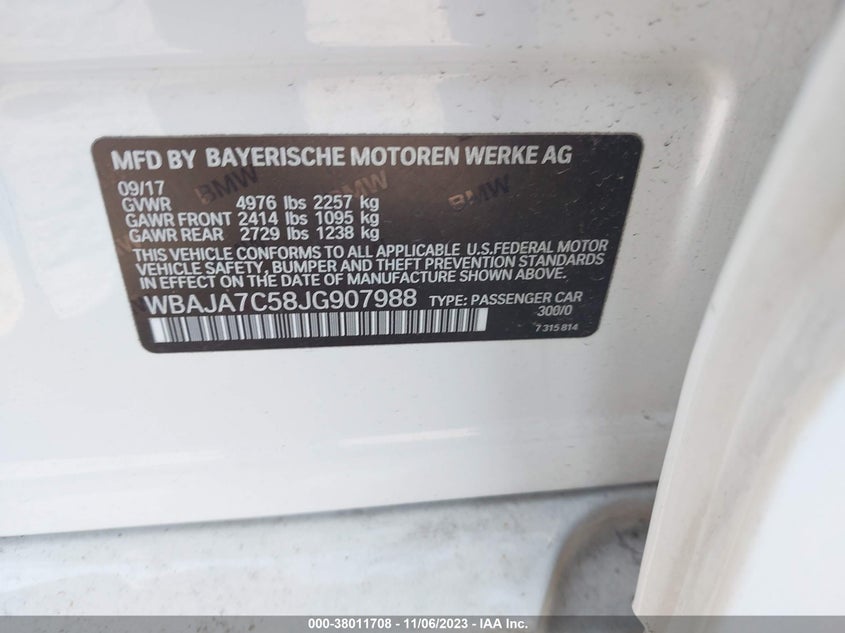 MFD BY BAYERISCHE MOTOREN WERKE AG
09/17
GVWR 4976 lbs 2257 kg
GAWR FRONT 2414 lbs 1095 kg
GAWR REAR 2729 lbs 1238 kg
THIS VEHICLE CONFORMS TO ALL APPLICABLE U.S.FEDERAL MOTOR
VEHICLE SAFETY, BUMPER AND THEFT PREVENTION STANDARDS
IN EFFECT ON THE DATE OF MANUFACTURE SHOWN ABOVE.
WBAJA7C58JG907988 TYPE: PASSENGER CAR
300/0
7 315 814
BMW BMW BMW
000-38011708 - 11/06/2023 - IAA Inc.